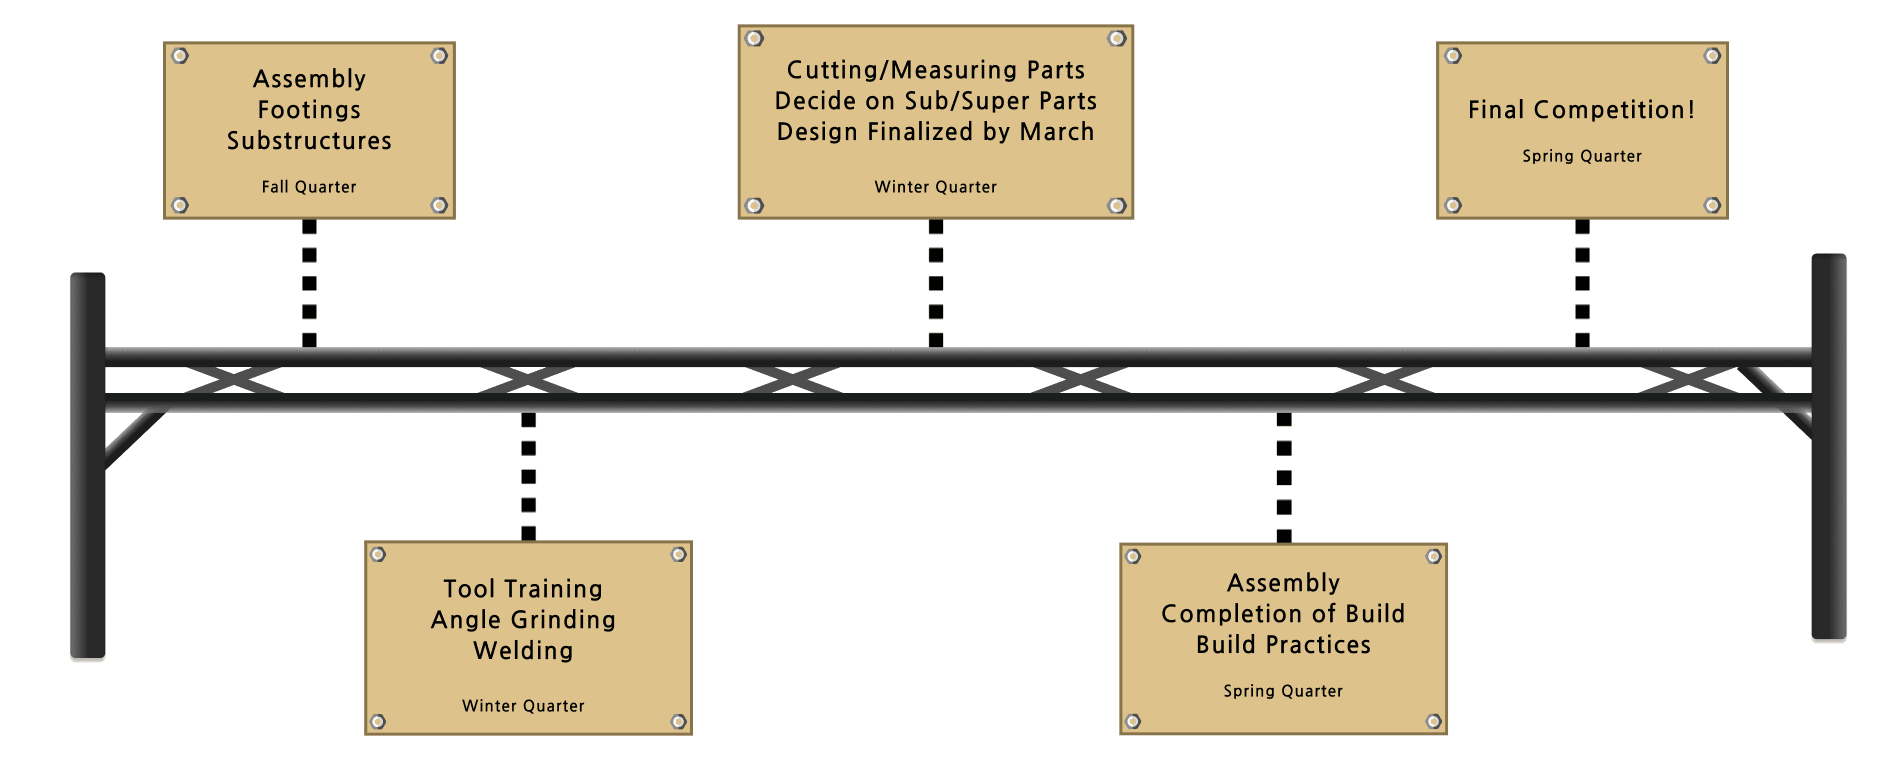 Assembly
Footings
Substructures
Fall Quarter
Cutting/Measuring Parts
Decide on Sub/Super Parts
Design Finalized by March
Winter Quarter
Final Competition!
Spring Quarter
Tool Training
Angle Grinding
Welding
Winter Quarter
Assembly
Completion of Build
Build Practices
Spring Quarter